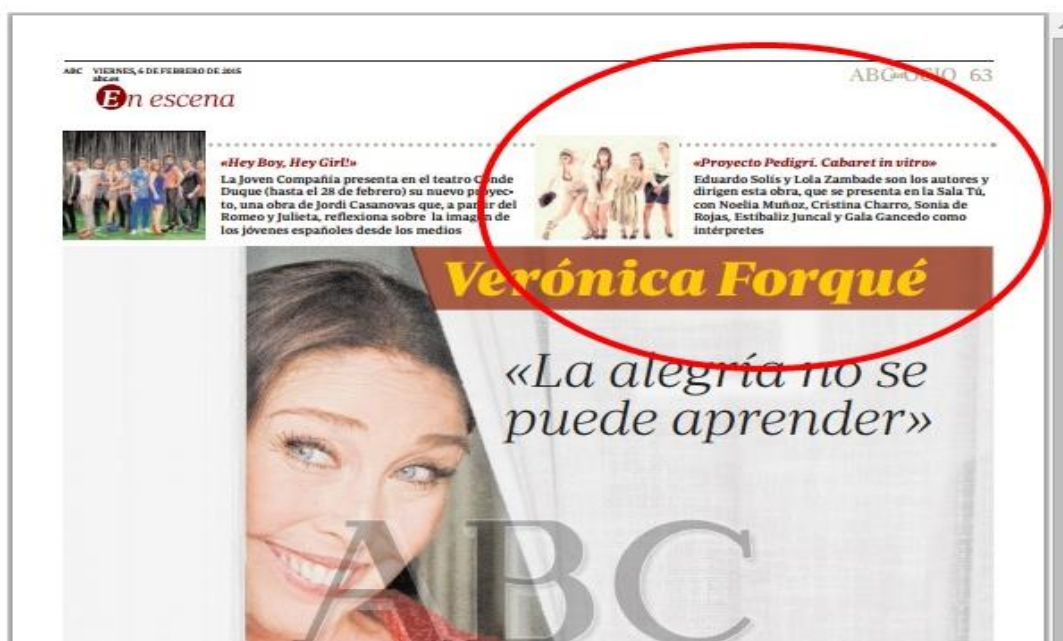 ABC VIERNES, 6 DE FEBRERO DE 2015
abc.es
ABC del OCIO 63
En escena
«Hey Boy, Hey Girl!»
La Joven Compañía presenta en el teatro Conde
Duque (hasta el 28 de febrero) su nuevo proyec-
to, una obra de Jordi Casanovas que, a partir del
Romeo y Julieta, reflexiona sobre la imagen de
los jóvenes españoles desde los medios
«Proyecto Pedigrí. Cabaret in vitro»
Eduardo Solís y Lola Zambade son los autores y
dirigen esta obra, que se presenta en la Sala Tú,
con Noelia Muñoz, Cristina Charro, Sonia de
Rojas, Estíbaliz Juncal y Gala Gancedo como
intérpretes
Verónica Forqué
«La alegría no se
puede aprender»
ABC